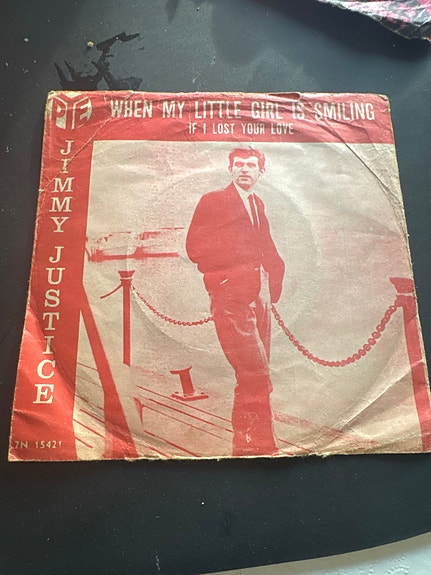 PYE
WHEN MY LITTLE GIRL IS SMILING
IF I LOST YOUR LOVE
JIMMY JUSTICE
7N 15421